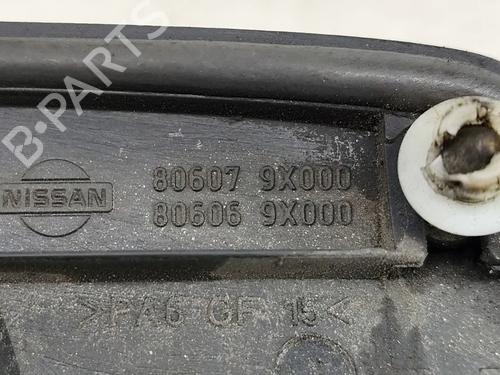 B-PARTS
80607 9X000
NISSAN
80606 9X000
>PA6 GF 15<